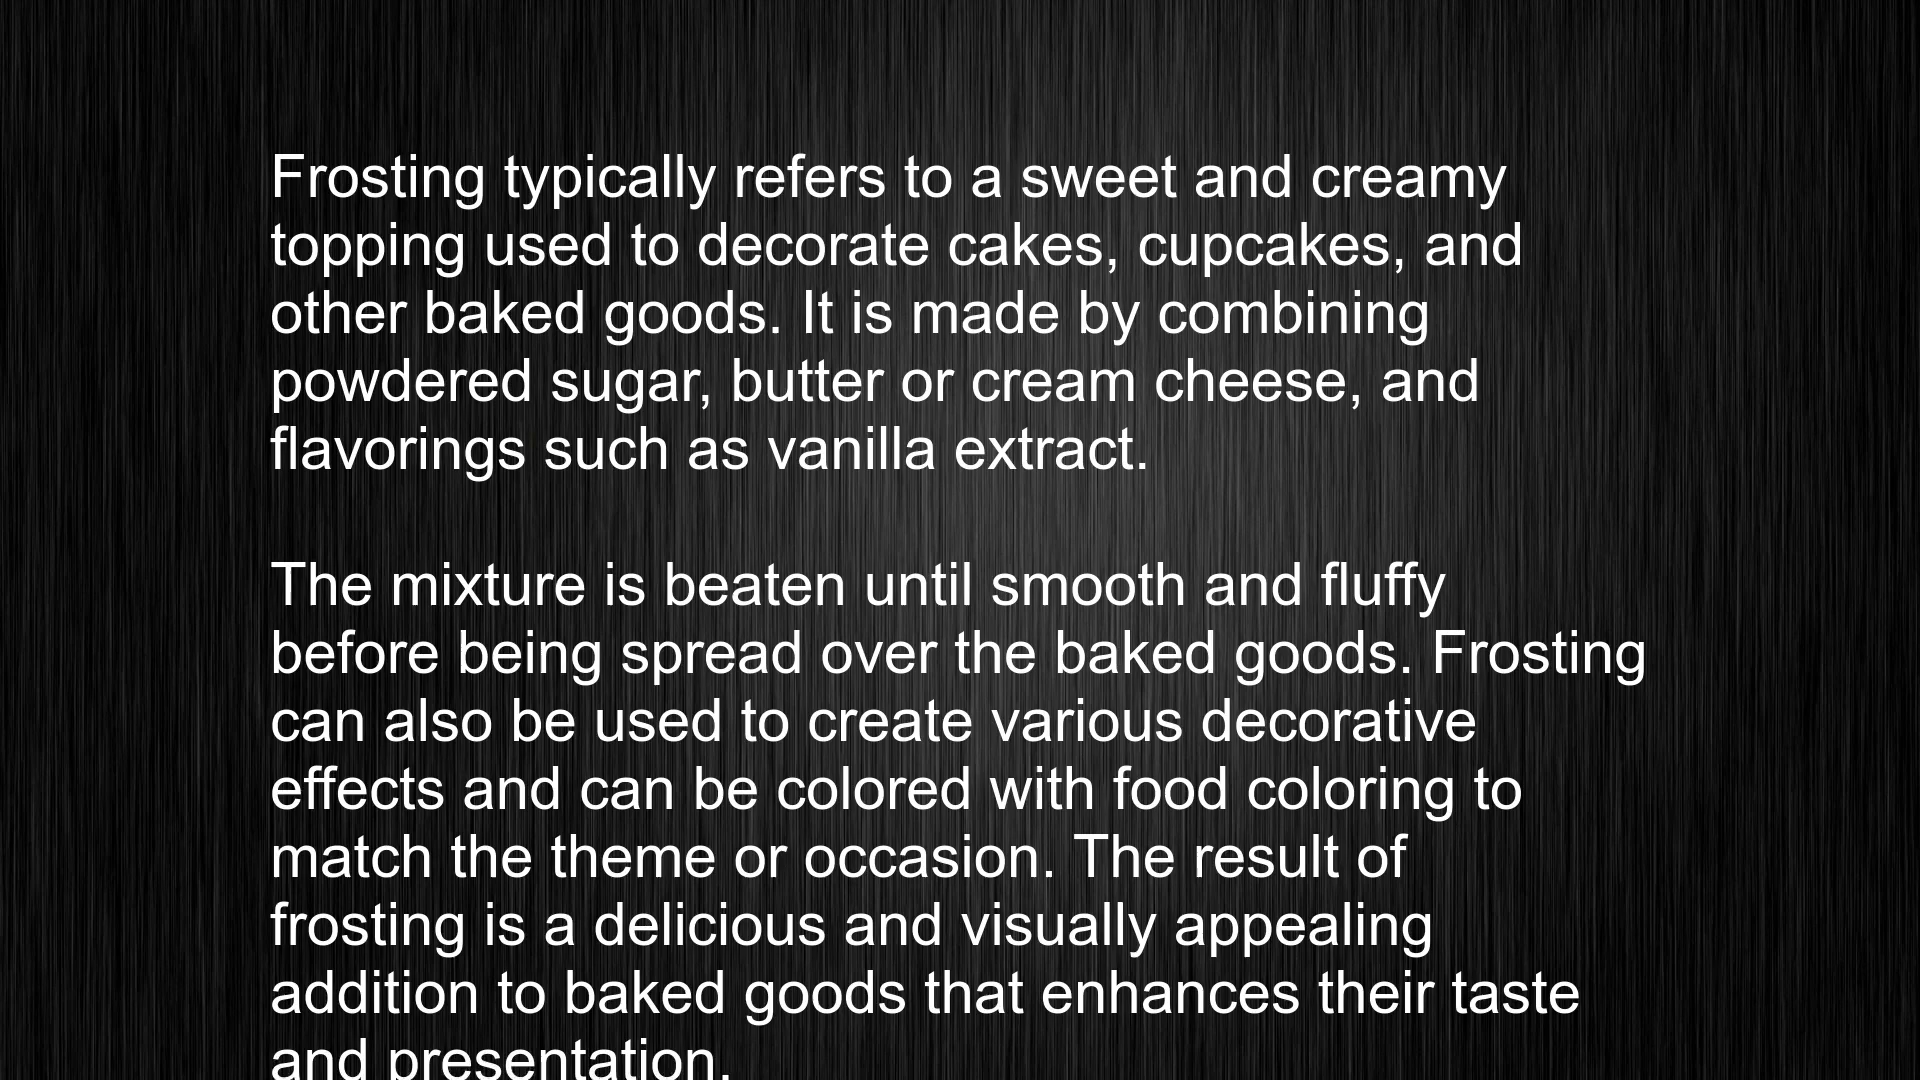 Frosting typically refers to a sweet and creamy
topping used to decorate cakes, cupcakes, and
other baked goods. It is made by combining
powdered sugar, butter or cream cheese, and
flavorings such as vanilla extract.
The mixture is beaten until smooth and fluffy
before being spread over the baked goods. Frosting
can also be used to create various decorative
effects and can be colored with food coloring to
match the theme or occasion. The result of
frosting is a delicious and visually appealing
addition to baked goods that enhances their taste
and presentation.